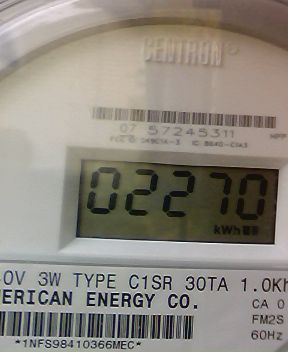 CENTRON®
07 57245311
02270
kWh
0V 3W TYPE C1SR 30TA 1.0Kh
ERICAN ENERGY CO.
CA 0
FM2S
60Hz
*1NFS98410366MEC*